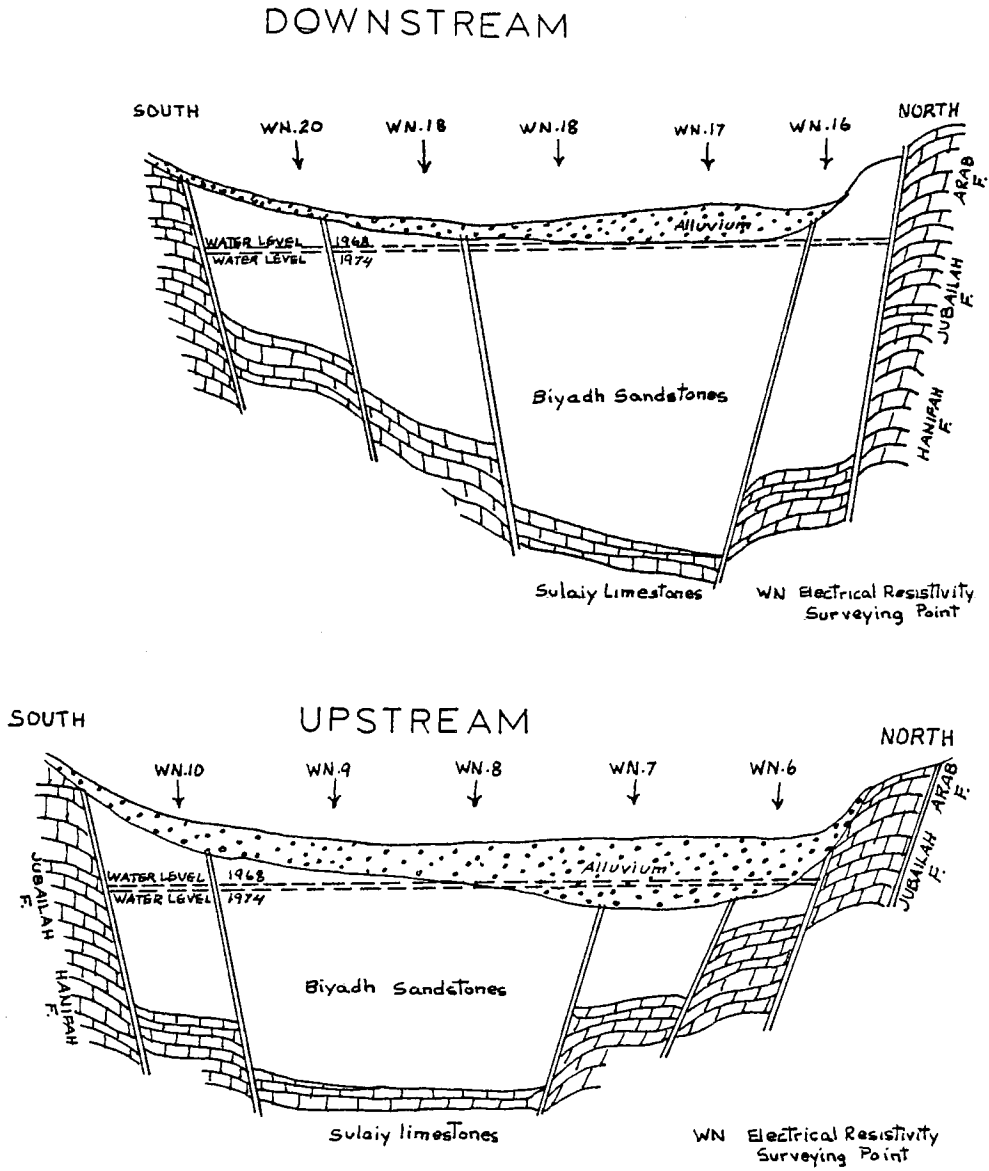 DOWNSTREAM
SOUTH
NORTH
WN.20
WN.18
WN.18
WN.17
WN.16
ARAB
F.
Alluvium
WATER LEVEL 1968
WATER LEVEL 1974
JUBAILAH
F.
Biyadh Sandstones
HANIFAH
F.
Sulaiy Limestones
WN Electrical Resistivity
Surveying Point
SOUTH
UPSTREAM
NORTH
WN.10
WN.9
WN.8
WN.7
WN.6
ARAB
F.
Alluvium
WATER LEVEL 1968
WATER LEVEL 1974
JUBAILAH
F.
JUBAILAH
F.
Biyadh Sandstones
HANIFAH
F.
Sulaiy limestones
WN Electrical Resistivity
Surveying Point